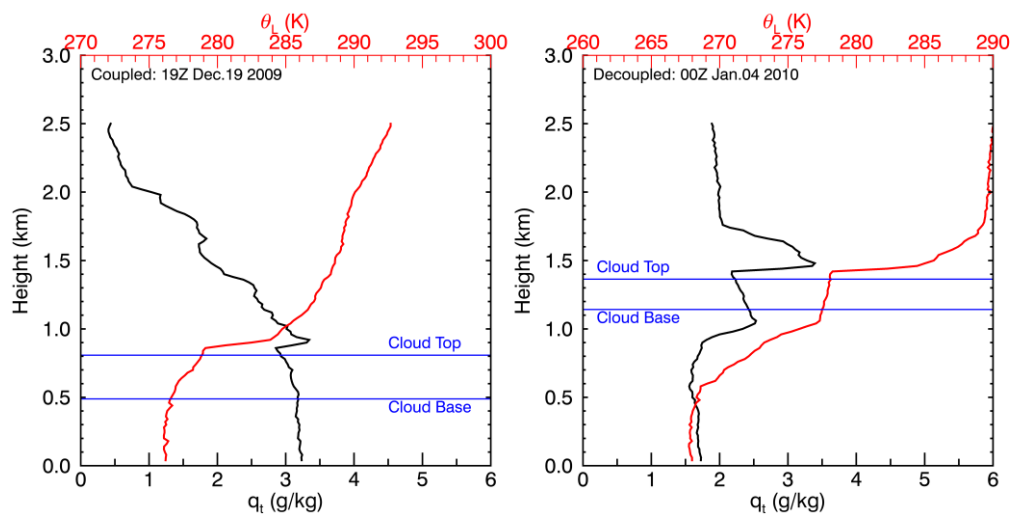 θL (K)
270 275 280 285 290 295 300
3.0
Coupled: 19Z Dec.19 2009
2.5
2.0
Height (km)
1.5
1.0
Cloud Top
0.5
Cloud Base
0.0
0 1 2 3 4 5 6
qt (g/kg)
θL (K)
260 265 270 275 280 285 290
3.0
Decoupled: 00Z Jan.04 2010
2.5
2.0
Height (km)
1.5
Cloud Top
Cloud Base
1.0
0.5
0.0
0 1 2 3 4 5 6
qt (g/kg)